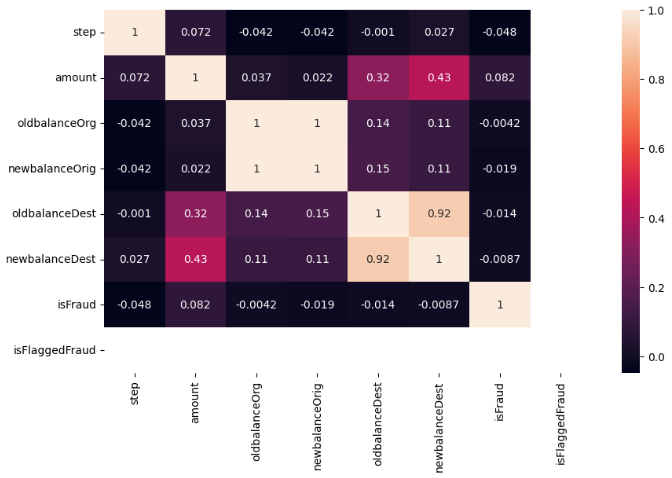 step 1 0.072 -0.042 -0.042 -0.001 0.027 -0.048
amount 0.072 1 0.037 0.022 0.32 0.43 0.082
oldbalanceOrg -0.042 0.037 1 1 0.14 0.11 -0.0042
newbalanceOrig -0.042 0.022 1 1 0.15 0.11 -0.019
oldbalanceDest -0.001 0.32 0.14 0.15 1 0.92 -0.014
newbalanceDest 0.027 0.43 0.11 0.11 0.92 1 -0.0087
isFraud -0.048 0.082 -0.0042 -0.019 -0.014 -0.0087 1
isFlaggedFraud
step
amount
oldbalanceOrg
newbalanceOrig
oldbalanceDest
newbalanceDest
isFraud
isFlaggedFraud
1.0
0.8
0.6
0.4
0.2
0.0